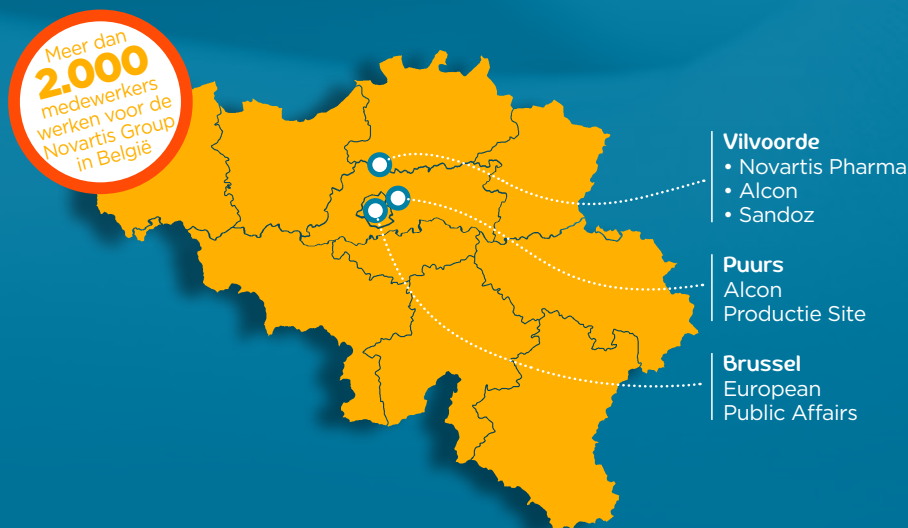 Meer dan
2.000
medewerkers
werken voor de
Novartis Group
in België
Vilvoorde
• Novartis Pharma
• Alcon
• Sandoz
Puurs
Alcon
Productie Site
Brussel
European
Public Affairs